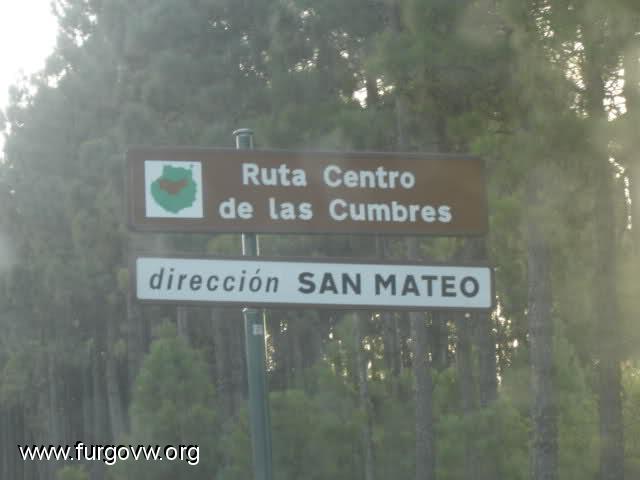 Ruta Centro
de las Cumbres
dirección SAN MATEO
www.furgovw.org